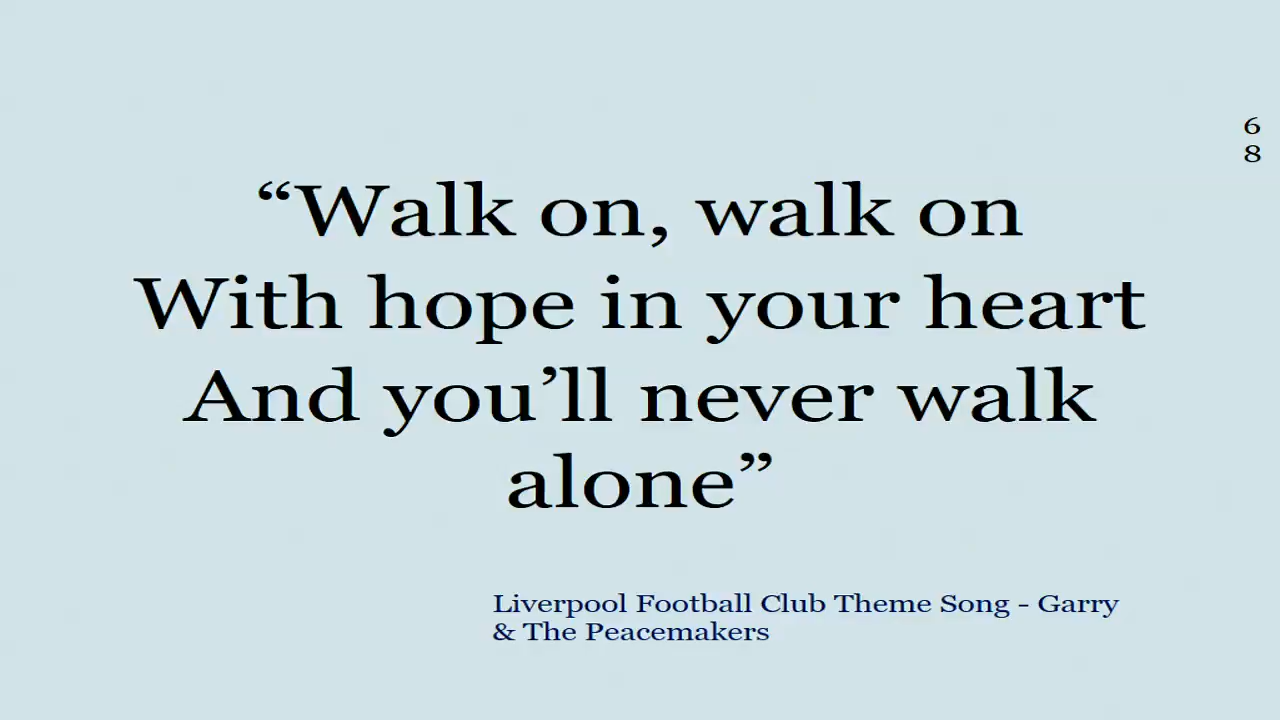 6
8
“Walk on, walk on
With hope in your heart
And you’ll never walk
alone”
Liverpool Football Club Theme Song - Garry
& The Peacemakers